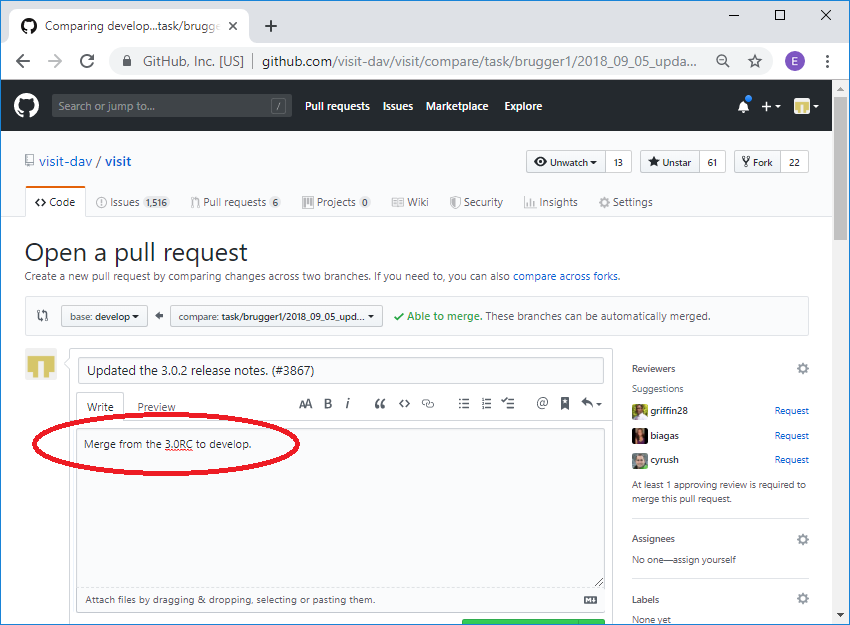 Comparing develop...task/brugge
GitHub, Inc. [US] | github.com/visit-dav/visit/compare/task/brugger1/2018_09_05_upda... E
Search or jump to... / Pull requests Issues Marketplace Explore
visit-dav / visit Unwatch 13 Unstar 61 Fork 22
Code Issues 1,516 Pull requests 6 Projects 0 Wiki Security Insights Settings
Open a pull request
Create a new pull request by comparing changes across two branches. If you need to, you can also compare across forks.
base: develop compare: task/brugger1/2018_09_05_upd... Able to merge. These branches can be automatically merged.
Updated the 3.0.2 release notes. (#3867)
Write Preview AA B i “ <> @
Merge from the 3.0RC to develop.
Attach files by dragging & dropping, selecting or pasting them. M
Reviewers
Suggestions
griffin28 Request
biagas Request
cyrush Request
At least 1 approving review is required to
merge this pull request.
Assignees
No one—assign yourself
Labels
None yet